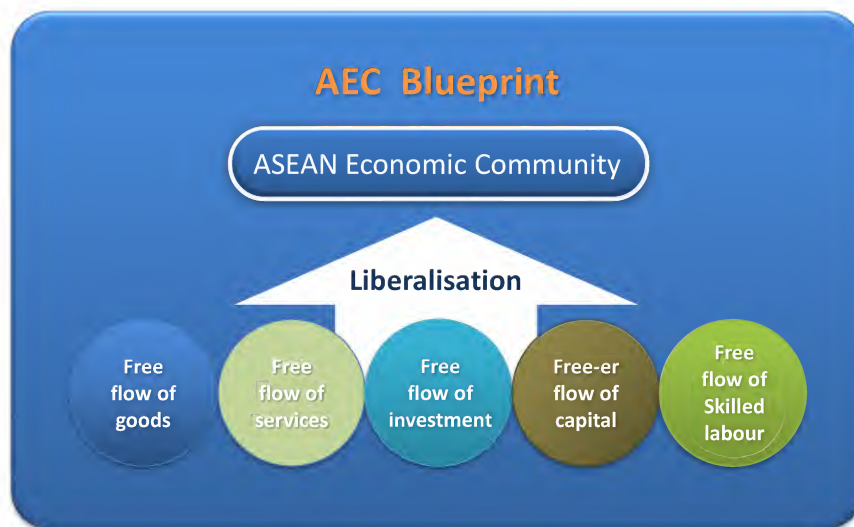 AEC Blueprint
ASEAN Economic Community
Liberalisation
Free
flow of
goods
Free
flow of
services
Free
flow of
investment
Free-er
flow of
capital
Free
flow of
Skilled
labour